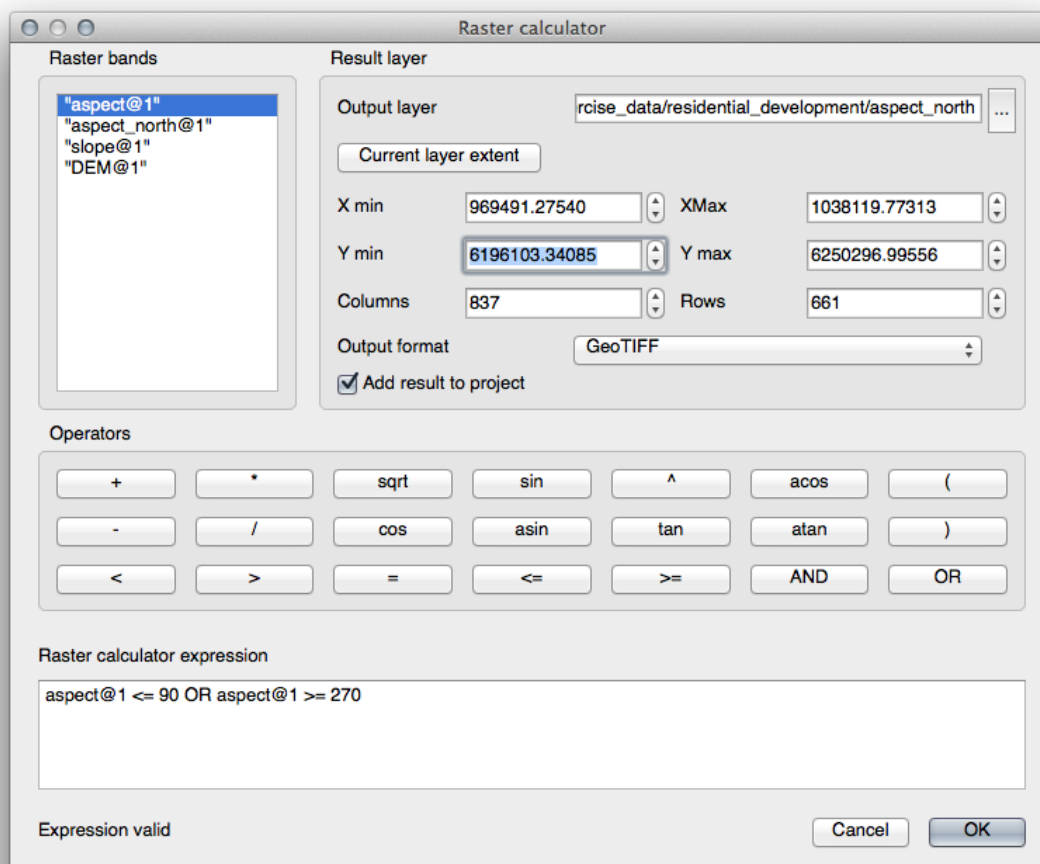 Raster calculator
Raster bands
Result layer
"aspect@1"
"aspect_north@1"
"slope@1"
"DEM@1"
Output layer
rcise_data/residential_development/aspect_north
...
Current layer extent
X min
969491.27540
XMax
1038119.77313
Y min
6196103.34085
Y max
6250296.99556
Columns
837
Rows
661
Output format
GeoTIFF
Add result to project
Operators
+ * sqrt sin ^ acos (
- / cos asin tan atan )
< > = <= >= AND OR
Raster calculator expression
aspect@1 <= 90 OR aspect@1 >= 270
Expression valid
Cancel
OK